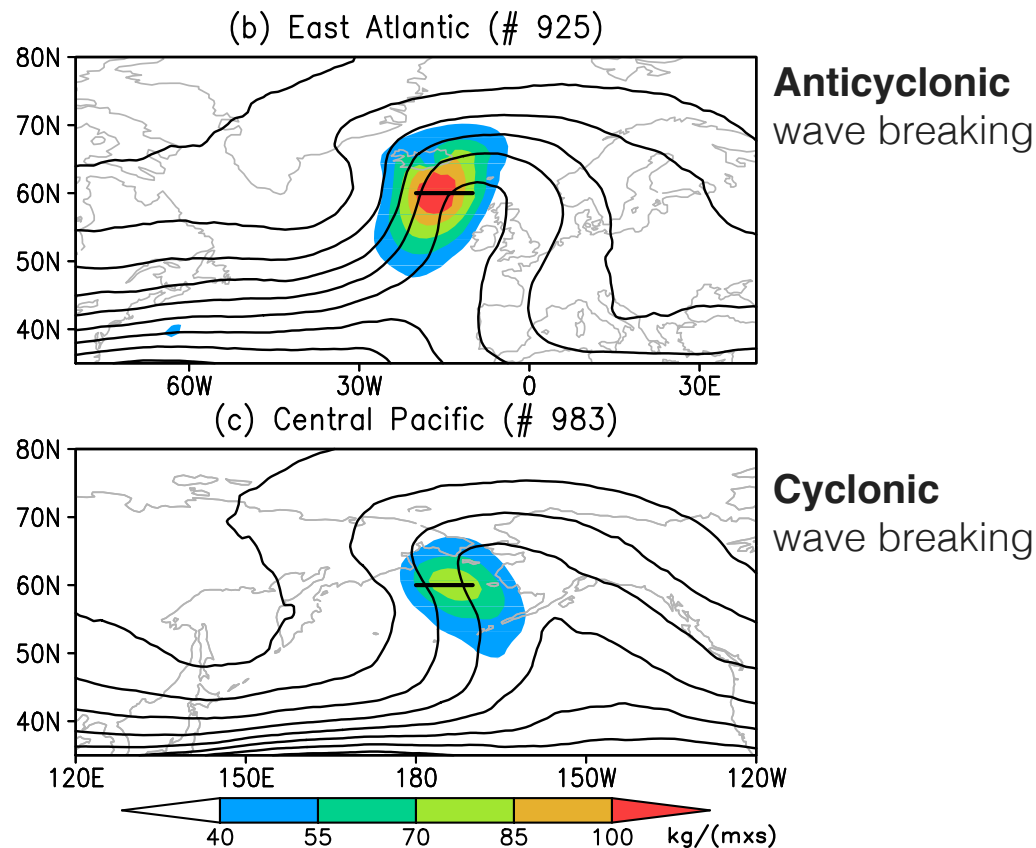 (b) East Atlantic (# 925)
80N
70N
60N
50N
40N
60W 30W 0 30E
Anticyclonic
wave breaking
(c) Central Pacific (# 983)
80N
70N
60N
50N
40N
120E 150E 180 150W 120W
Cyclonic
wave breaking
40 55 70 85 100 kg/(mxs)